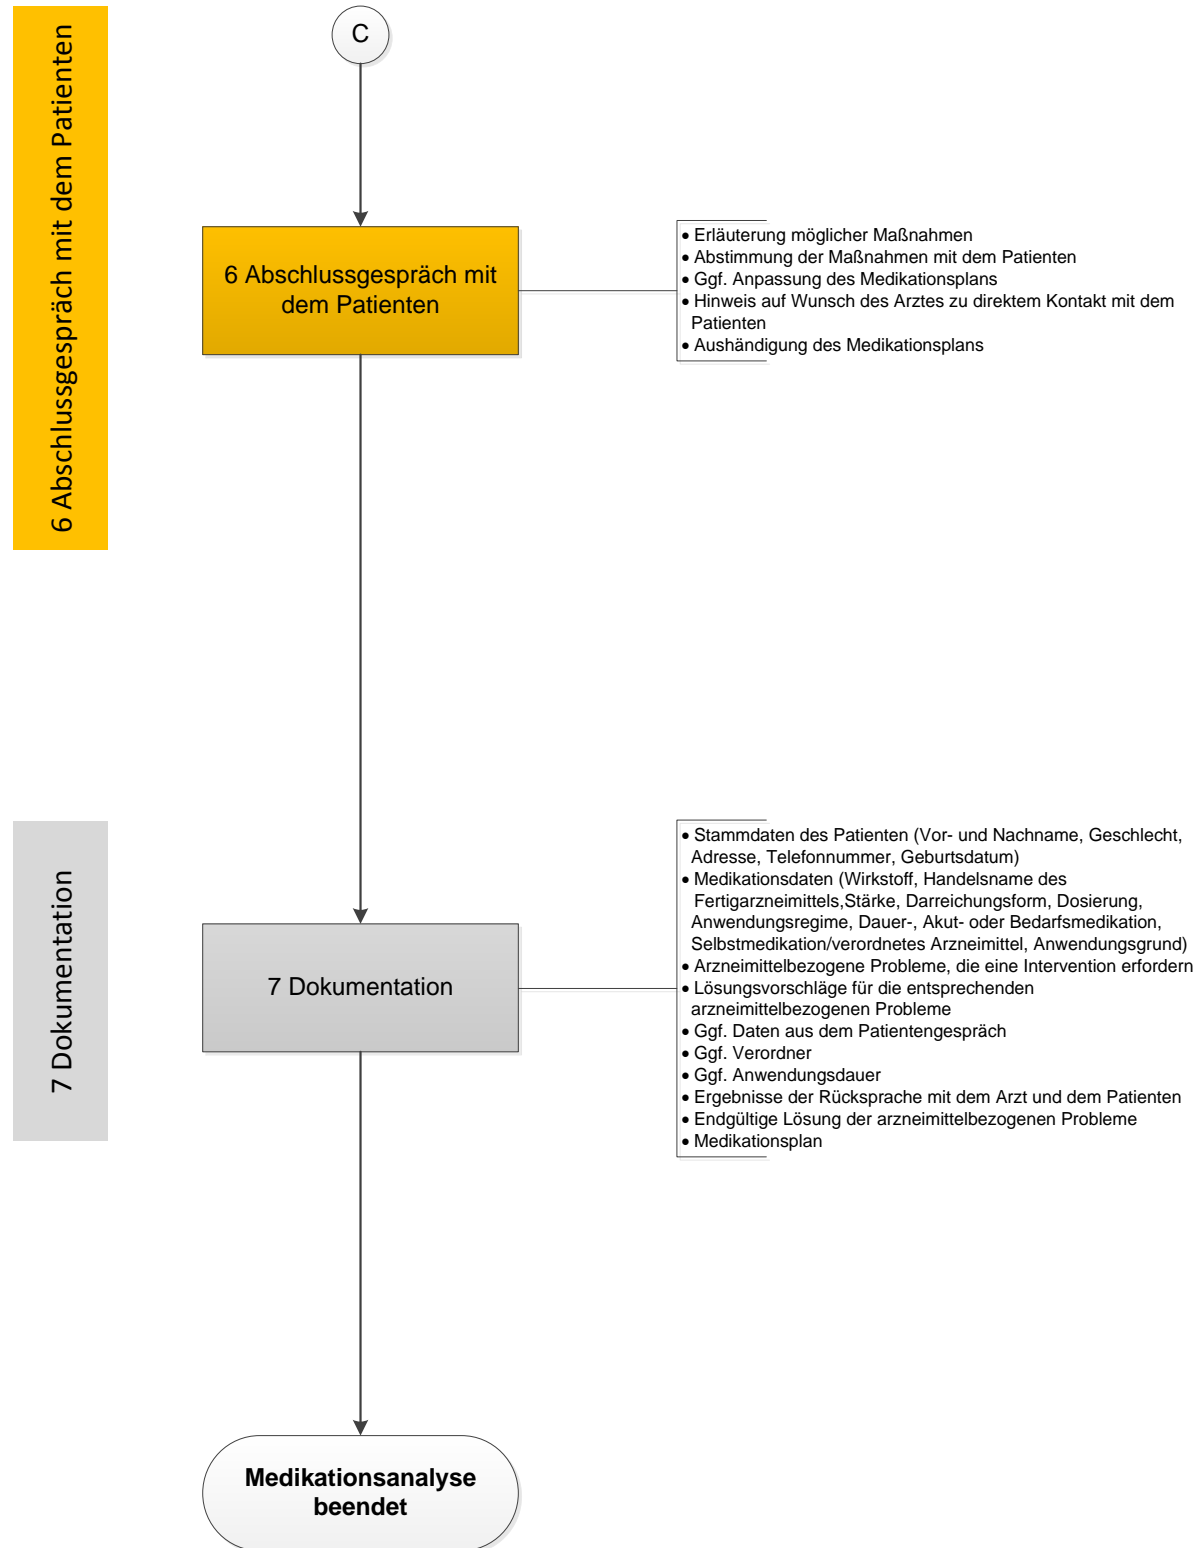 C
6 Abschlussgespräch mit dem Patienten
6 Abschlussgespräch mit
dem Patienten
• Erläuterung möglicher Maßnahmen
• Abstimmung der Maßnahmen mit dem Patienten
• Ggf. Anpassung des Medikationsplans
• Hinweis auf Wunsch des Arztes zu direktem Kontakt mit dem
Patienten
• Aushändigung des Medikationsplans
7 Dokumentation
7 Dokumentation
• Stammdaten des Patienten (Vor- und Nachname, Geschlecht,
Adresse, Telefonnummer, Geburtsdatum)
• Medikationsdaten (Wirkstoff, Handelsname des
Fertigarzneimittels,Stärke, Darreichungsform, Dosierung,
Anwendungsregime, Dauer-, Akut- oder Bedarfsmedikation,
Selbstmedikation/verordnetes Arzneimittel, Anwendungsgrund)
• Arzneimittelbezogene Probleme, die eine Intervention erfordern
• Lösungsvorschläge für die entsprechenden
arzneimittelbezogenen Probleme
• Ggf. Daten aus dem Patientengespräch
• Ggf. Verordner
• Ggf. Anwendungsdauer
• Ergebnisse der Rücksprache mit dem Arzt und dem Patienten
• Endgültige Lösung der arzneimittelbezogenen Probleme
• Medikationsplan
Medikationsanalyse
beendet